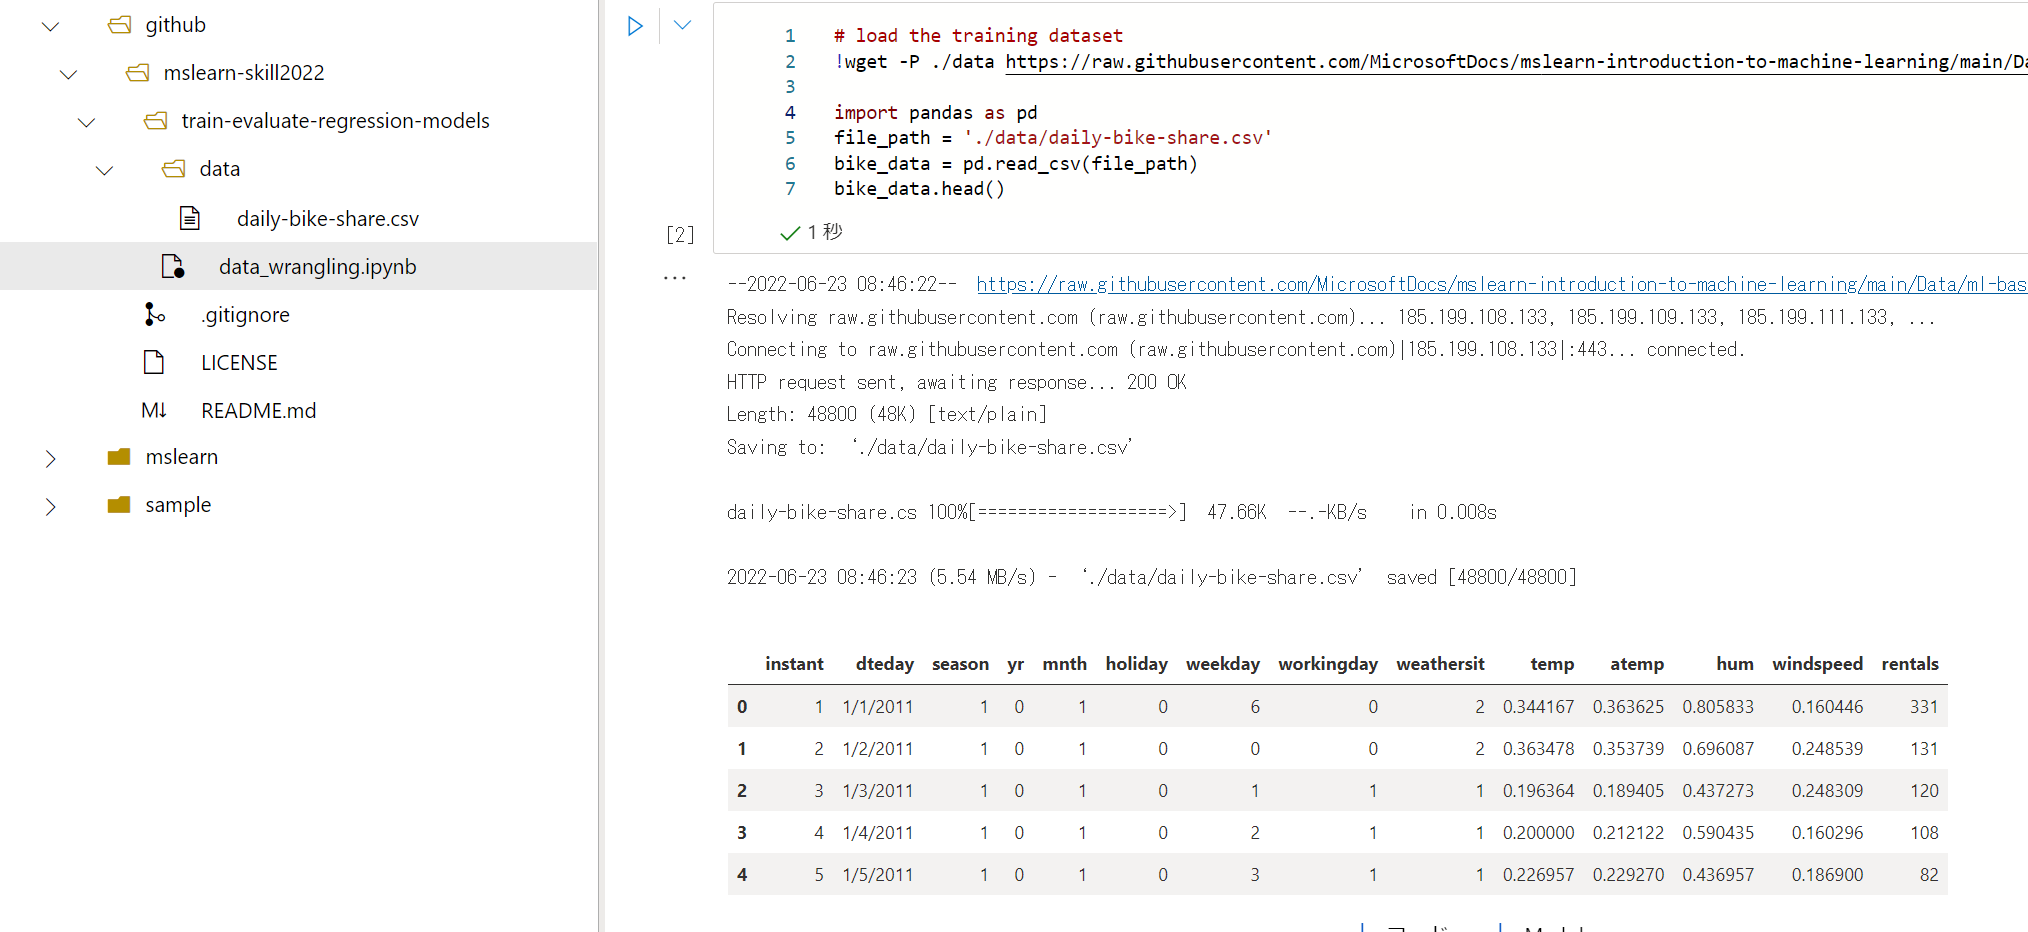 github
mslearn-skill2022
train-evaluate-regression-models
data
daily-bike-share.csv
data_wrangling.ipynb
.gitignore
LICENSE
M↓ README.md
mslearn
sample
1 # load the training dataset
2 !wget -P ./data https://raw.githubusercontent.com/MicrosoftDocs/mslearn-introduction-to-machine-learning/main/Da
3
4 import pandas as pd
5 file_path = './data/daily-bike-share.csv'
6 bike_data = pd.read_csv(file_path)
7 bike_data.head()
[2] 1 秒
...
--2022-06-23 08:46:22-- https://raw.githubusercontent.com/MicrosoftDocs/mslearn-introduction-to-machine-learning/main/Data/ml-bas
Resolving raw.githubusercontent.com (raw.githubusercontent.com)... 185.199.108.133, 185.199.109.133, 185.199.111.133, ...
Connecting to raw.githubusercontent.com (raw.githubusercontent.com)|185.199.108.133|:443... connected.
HTTP request sent, awaiting response... 200 OK
Length: 48800 (48K) [text/plain]
Saving to: ‘./data/daily-bike-share.csv’
daily-bike-share.cs 100%[===================>] 47.66K --.-KB/s in 0.008s
2022-06-23 08:46:23 (5.54 MB/s) - ‘./data/daily-bike-share.csv’ saved [48800/48800]
instant dteday season yr mnth holiday weekday workingday weathersit temp atemp hum windspeed rentals
0 1 1/1/2011 1 0 1 0 6 0 2 0.344167 0.363625 0.805833 0.160446 331
1 2 1/2/2011 1 0 1 0 0 0 2 0.363478 0.353739 0.696087 0.248539 131
2 3 1/3/2011 1 0 1 0 1 1 1 0.196364 0.189405 0.437273 0.248309 120
3 4 1/4/2011 1 0 1 0 2 1 1 0.200000 0.212122 0.590435 0.160296 108
4 5 1/5/2011 1 0 1 0 3 1 1 0.226957 0.229270 0.436957 0.186900 82